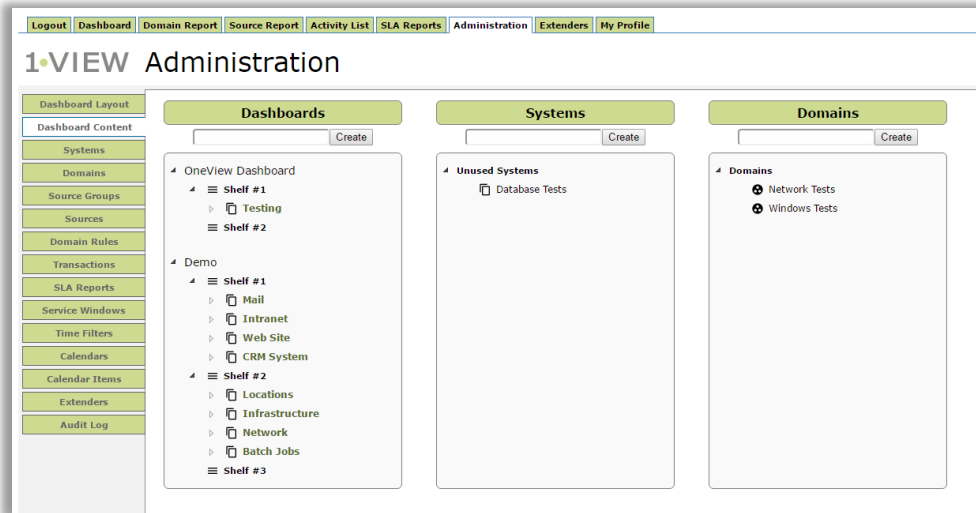 Logout Dashboard Domain Report Source Report Activity List SLA Reports Administration Extenders My Profile
1•VIEW Administration
Dashboard Layout
Dashboard Content
Systems
Domains
Source Groups
Sources
Domain Rules
Transactions
SLA Reports
Service Windows
Time Filters
Calendars
Calendar Items
Extenders
Audit Log
Dashboards
Create
OneView Dashboard
Shelf #1
Testing
Shelf #2
Demo
Shelf #1
Mail
Intranet
Web Site
CRM System
Shelf #2
Locations
Infrastructure
Network
Batch Jobs
Shelf #3
Systems
Create
Unused Systems
Database Tests
Domains
Create
Domains
Network Tests
Windows Tests